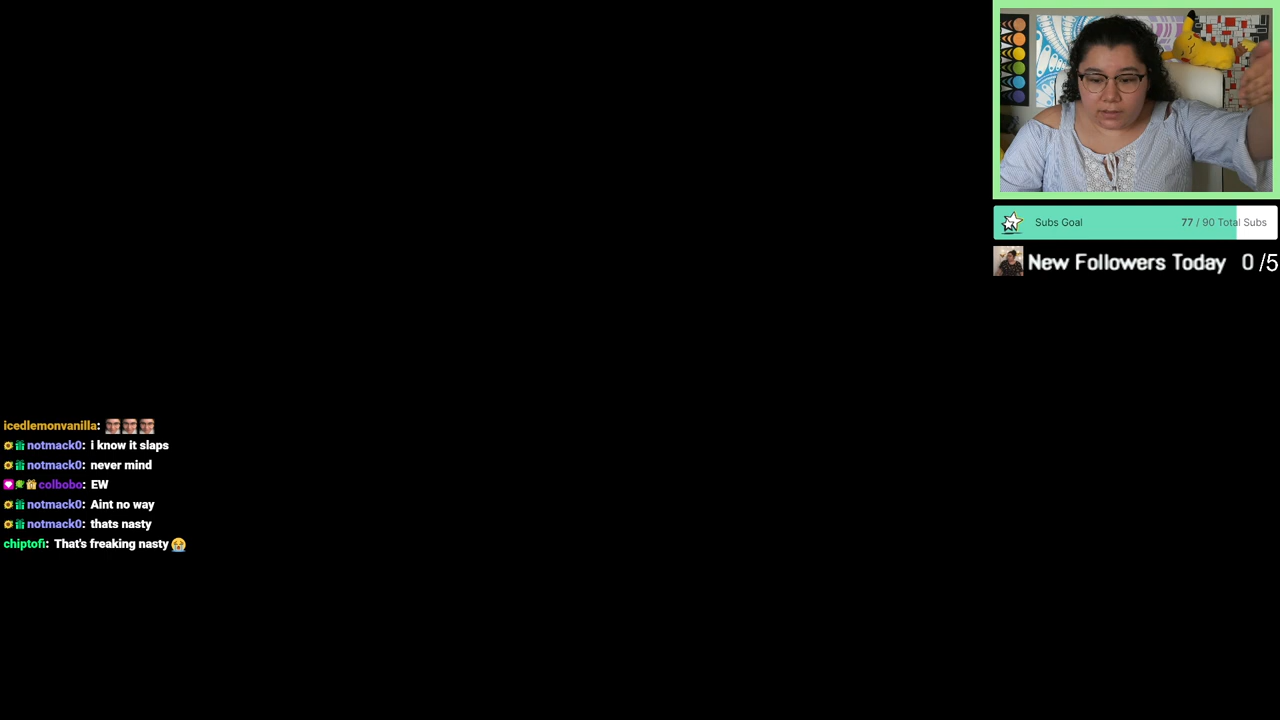 Subs Goal 77 / 90 Total Subs
New Followers Today 0 /5
icedlemonvanilla:
notmack0: i know it slaps
notmack0: never mind
colbobo: EW
notmack0: Aint no way
notmack0: thats nasty
chiptofi: That's freaking nasty 😭